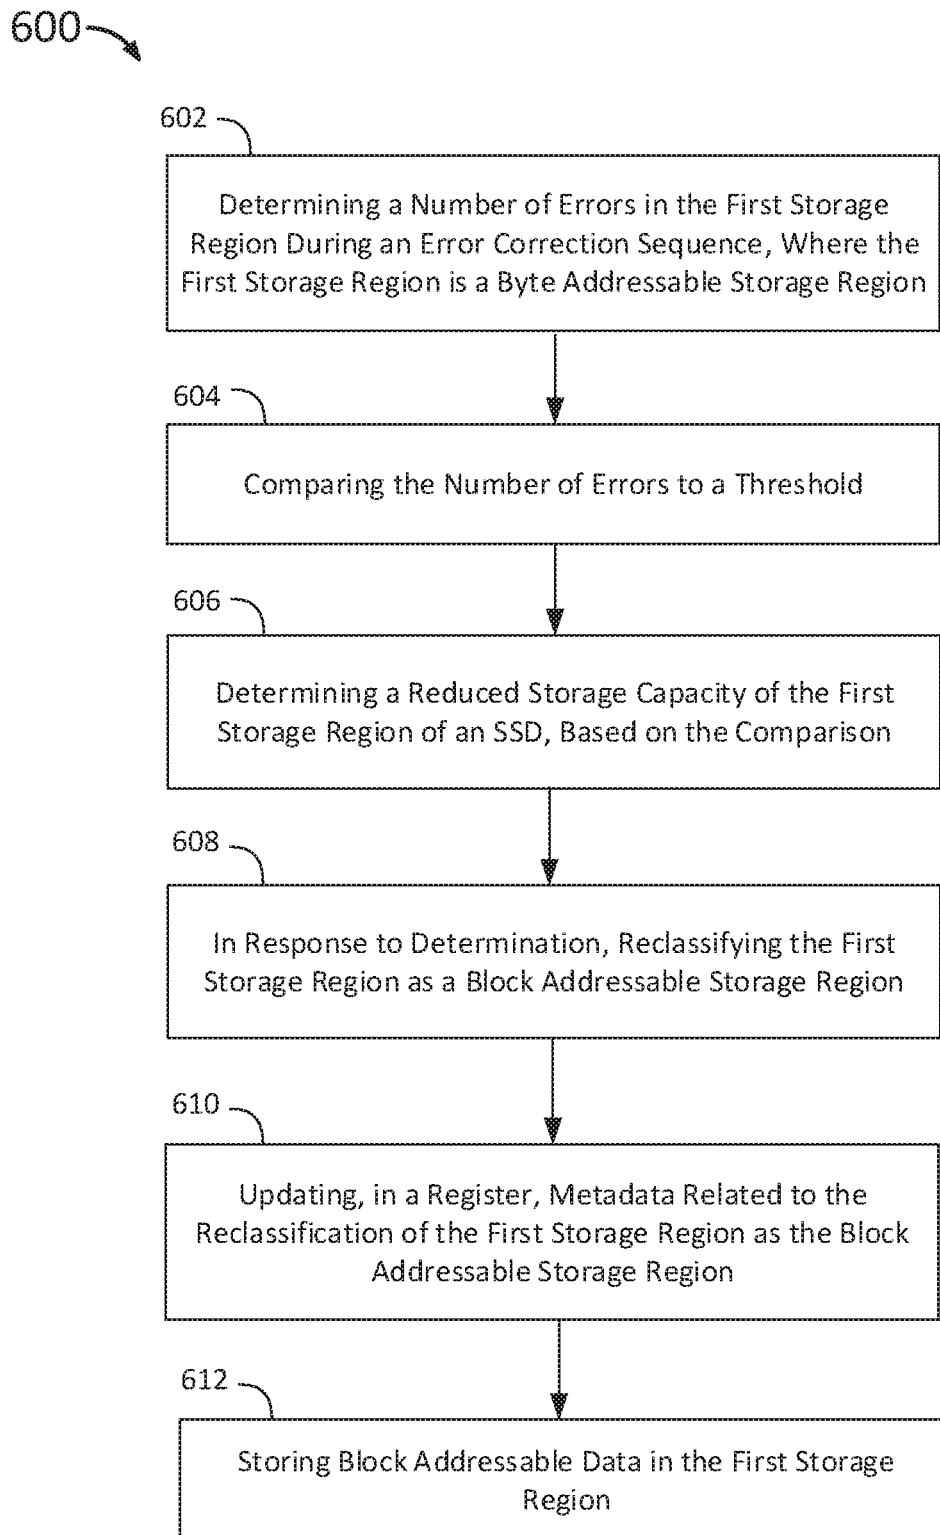 600
602
Determining a Number of Errors in the First Storage
Region During an Error Correction Sequence, Where the
First Storage Region is a Byte Addressable Storage Region
604
Comparing the Number of Errors to a Threshold
606
Determining a Reduced Storage Capacity of the First
Storage Region of an SSD, Based on the Comparison
608
In Response to Determination, Reclassifying the First
Storage Region as a Block Addressable Storage Region
610
Updating, in a Register, Metadata Related to the
Reclassification of the First Storage Region as the Block
Addressable Storage Region
612
Storing Block Addressable Data in the First Storage
Region